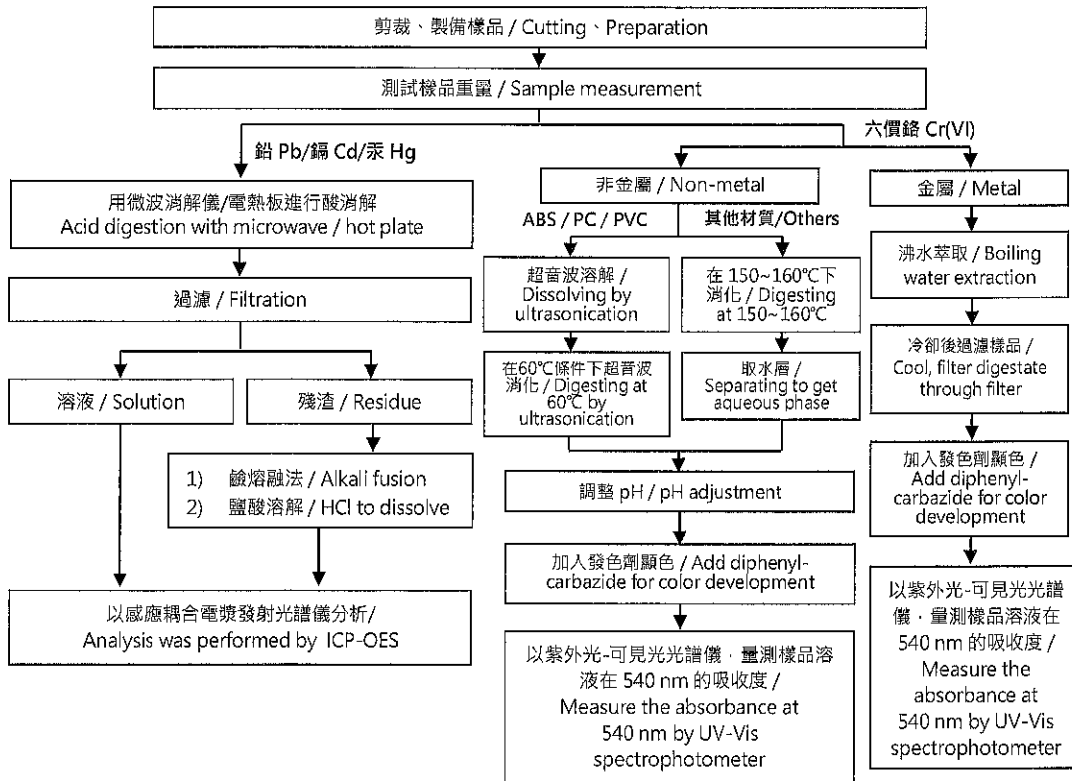 剪裁、製備樣品 / Cutting、Preparation
測試樣品重量 / Sample measurement
鉛 Pb/鎘 Cd/汞 Hg
六價鉻 Cr(VI)
用微波消解儀/電熱板進行酸消解
Acid digestion with microwave / hot plate
過濾 / Filtration
溶液 / Solution
殘渣 / Residue
1) 鹼熔融法 / Alkali fusion
2) 鹽酸溶解 / HCl to dissolve
以感應耦合電漿發射光譜儀分析/
Analysis was performed by ICP-OES
非金屬 / Non-metal
ABS / PC / PVC
其他材質/Others
超音波溶解 /
Dissolving by
ultrasonication
在 150~160℃下
消化 / Digesting
at 150~160℃
在60℃條件下超音波
消化 / Digesting at
60℃ by
ultrasonication
取水層 /
Separating to get
aqueous phase
調整 pH / pH adjustment
加入發色劑顯色 / Add diphenyl-
carbazide for color development
以紫外光-可見光光譜儀，量測樣品溶
液在 540 nm 的吸收度 /
Measure the absorbance at
540 nm by UV-Vis
spectrophotometer
金屬 / Metal
沸水萃取 / Boiling
water extraction
冷卻後過濾樣品 /
Cool, filter digestate
through filter
加入發色劑顯色 /
Add diphenyl-
carbazide for color
development
以紫外光-可見光光譜
儀，量測樣品溶液在
540 nm 的吸收度 /
Measure the
absorbance at
540 nm by UV-Vis
spectrophotometer